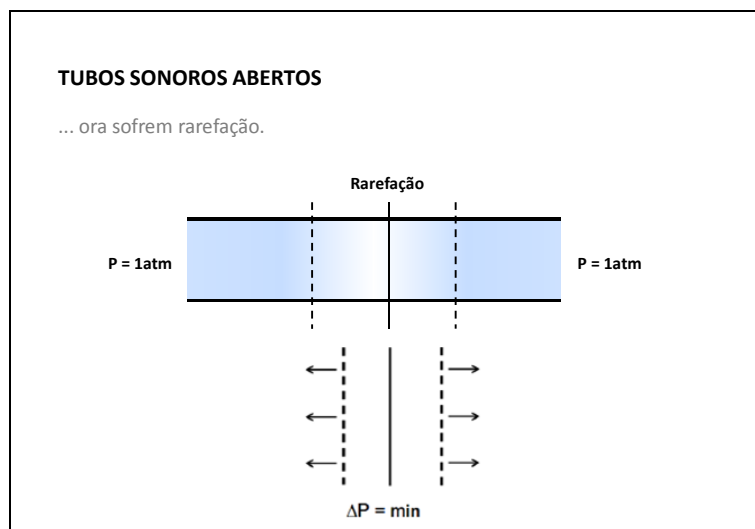 TUBOS SONOROS ABERTOS
... ora sofrem rarefação.
Rarefação
P = 1atm
P = 1atm
ΔP = min